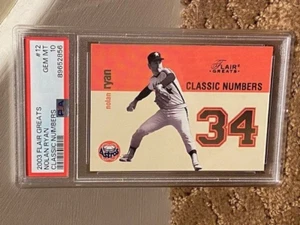 2003 FLAIR GREATS
NOLAN RYAN
CLASSIC NUMBERS
#12
GEM MT
10
89652856
nolan ryan
FLAIR
GREATS
CLASSIC NUMBERS
34